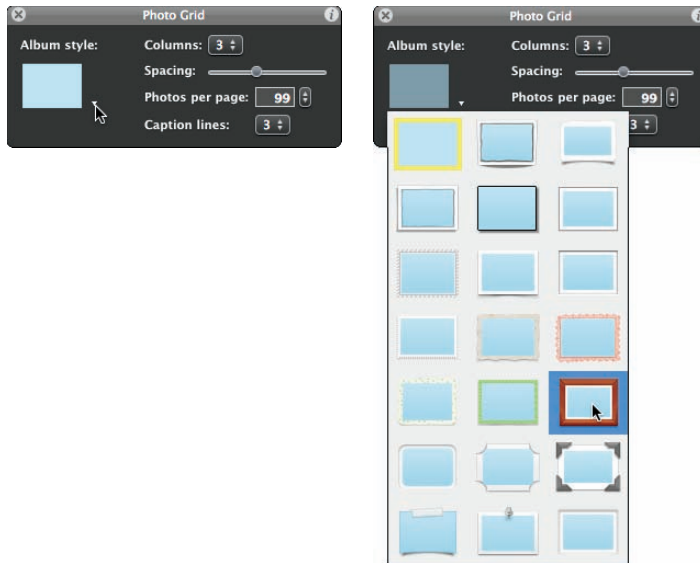 Photo Grid
Album style:
Columns: 3
Spacing:
Photos per page: 99
Caption lines: 3
Photo Grid
Album style:
Columns: 3
Spacing:
Photos per page: 99
3